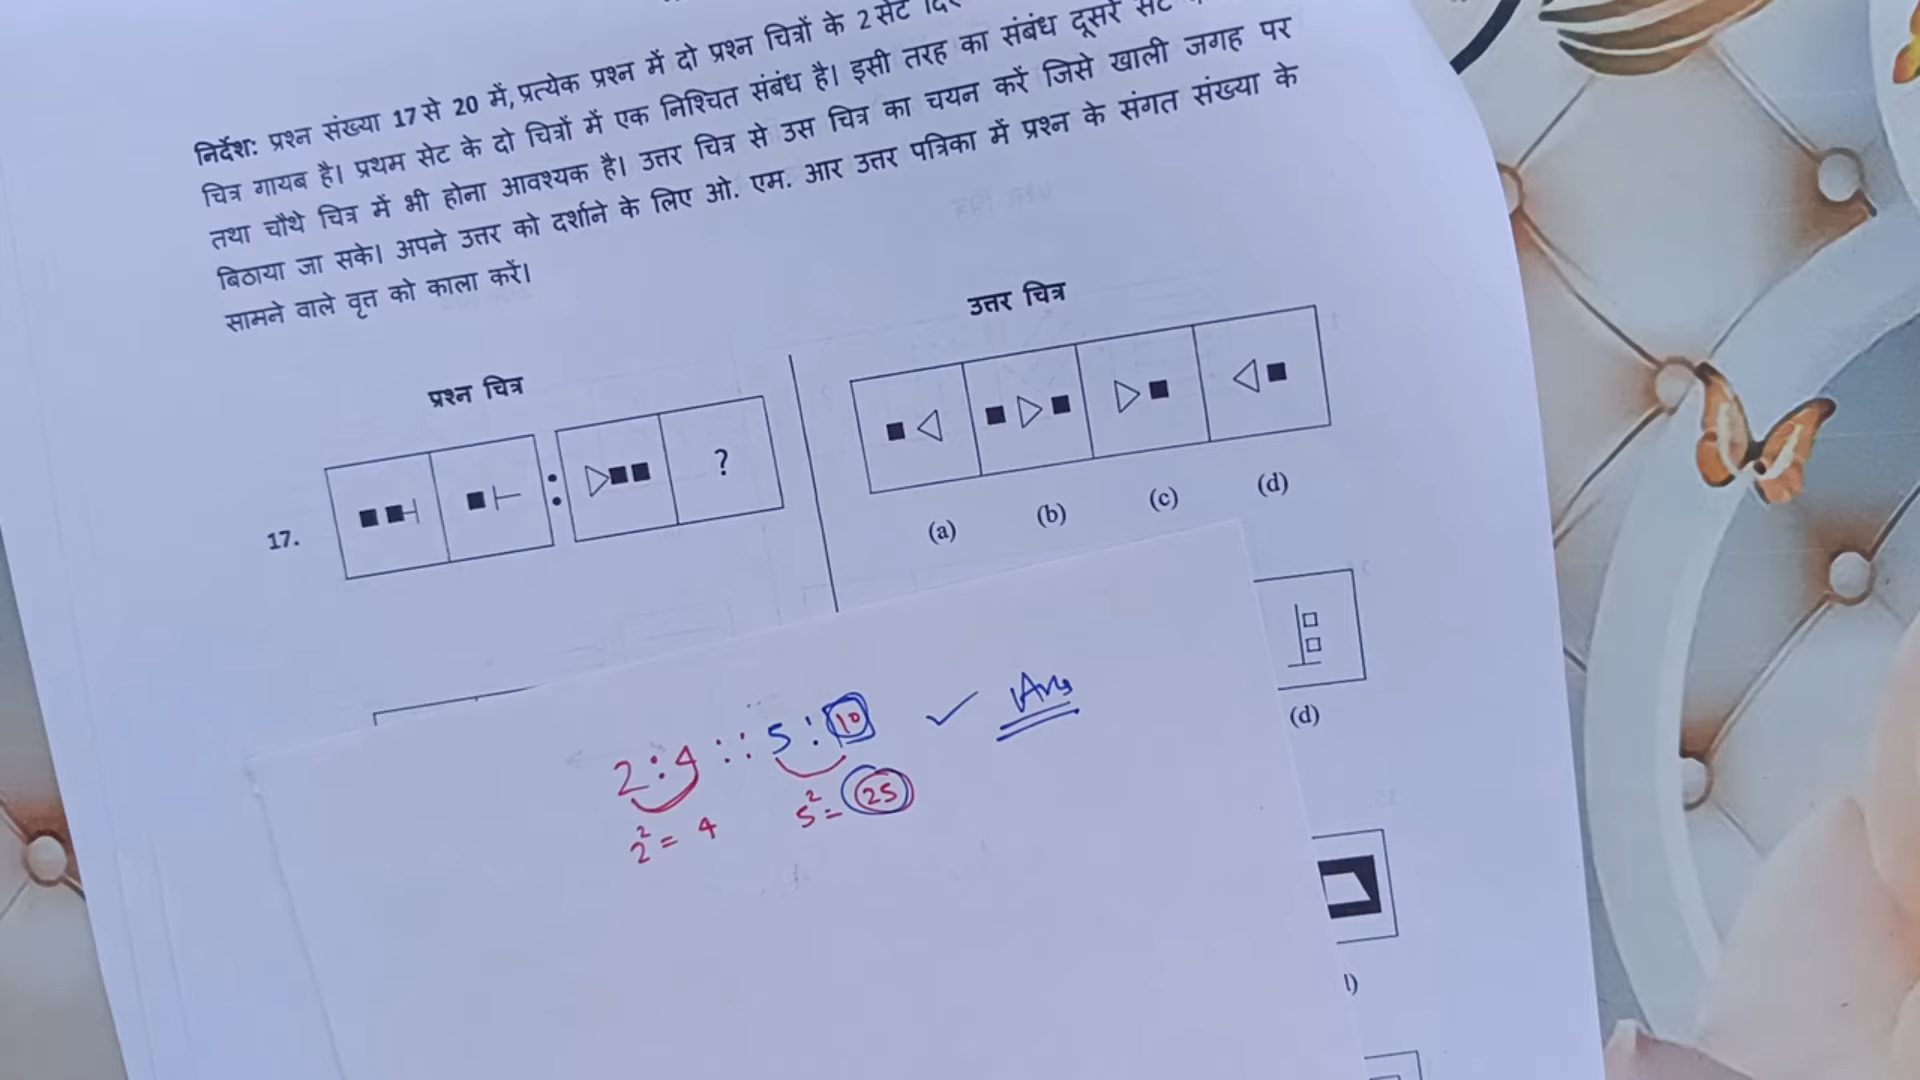 निर्देश: प्रश्न संख्या 17 से 20 में, प्रत्येक प्रश्न में दो प्रश्न चित्रों के 2 सेट
चित्र गायब है। प्रथम सेट के दो चित्रों में एक निश्चित संबंध है। इसी तरह का संबंध दूसरे सेट
तथा चौथे चित्र में भी होना आवश्यक है। उत्तर चित्र से उस चित्र का चयन करें जिसे खाली जगह पर
बिठाया जा सके। अपने उत्तर को दर्शाने के लिए ओ. एम. आर उत्तर पत्रिका में प्रश्न के संगत संख्या के
सामने वाले वृत्त को काला करें।
प्रश्न चित्र
उत्तर चित्र
17.
:
?
(a) (b) (c) (d)
(d)
2:4 :: 5:10 ✓ Ans
2² = 4 5² = 25